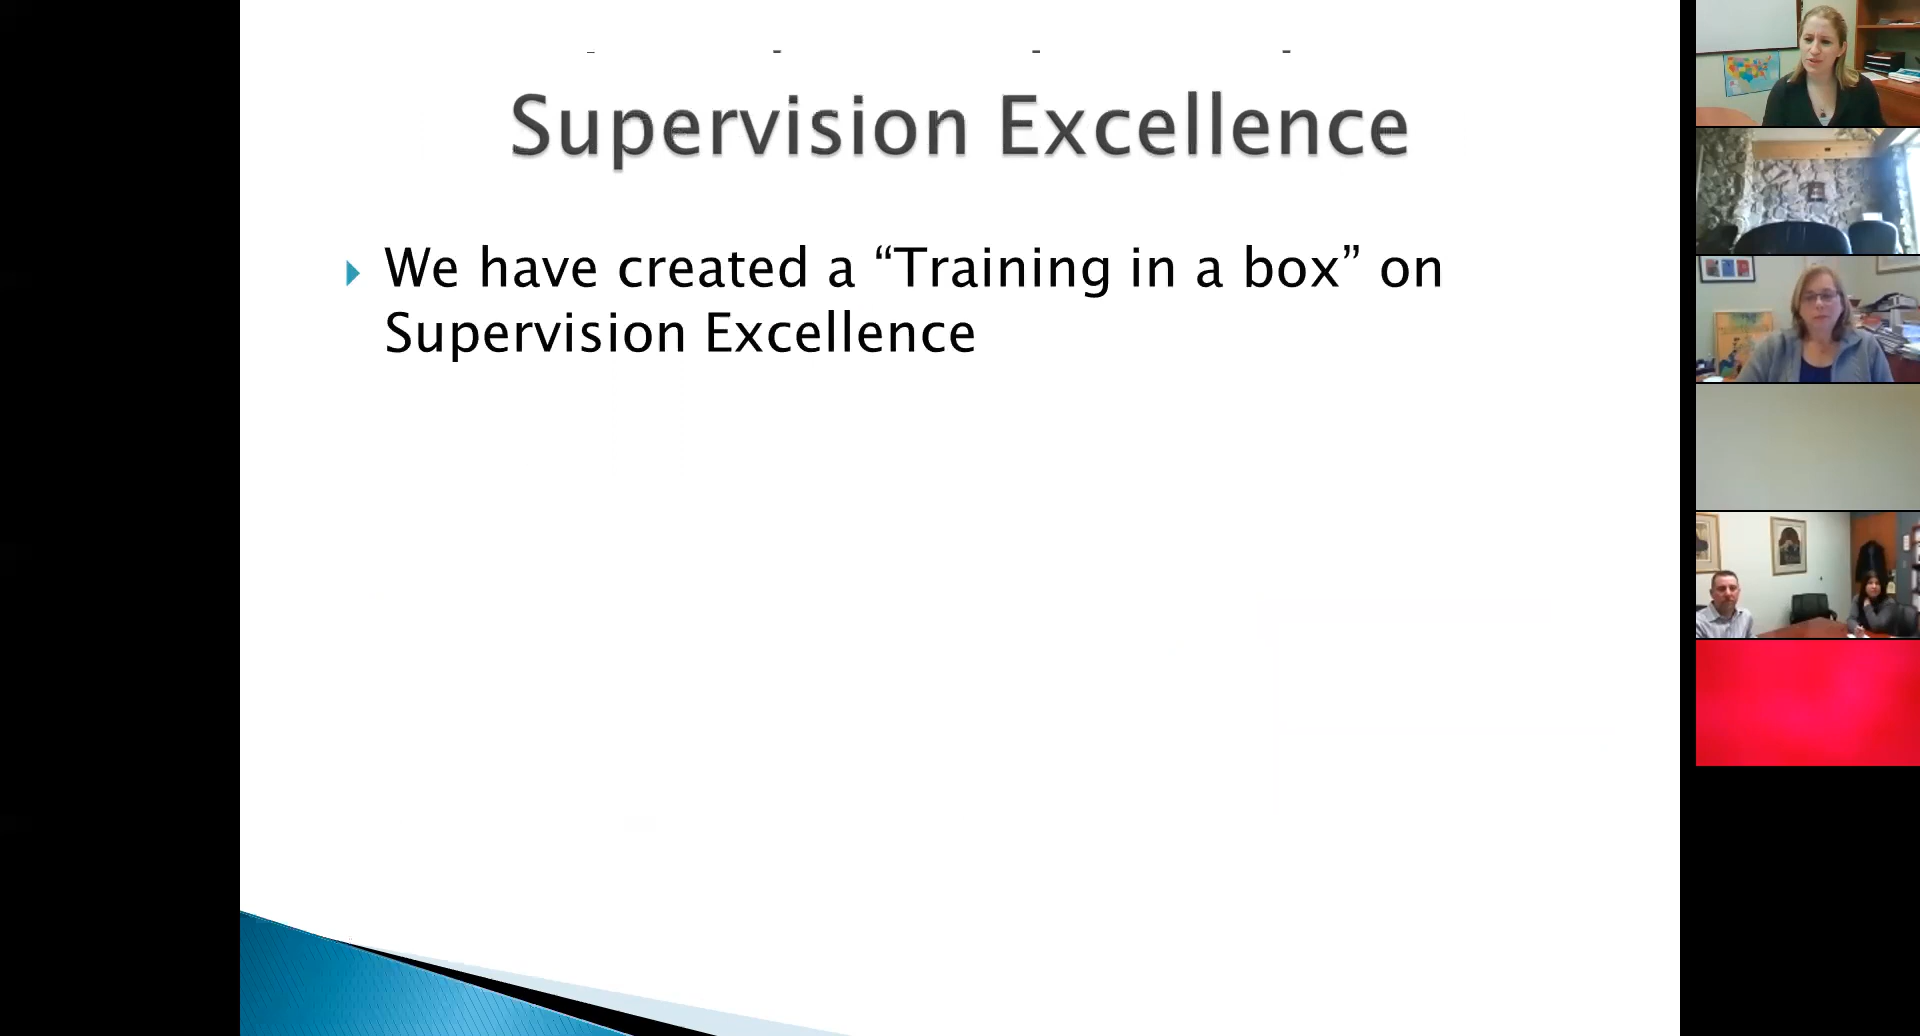 Supervision Excellence
We have created a “Training in a box” on
Supervision Excellence